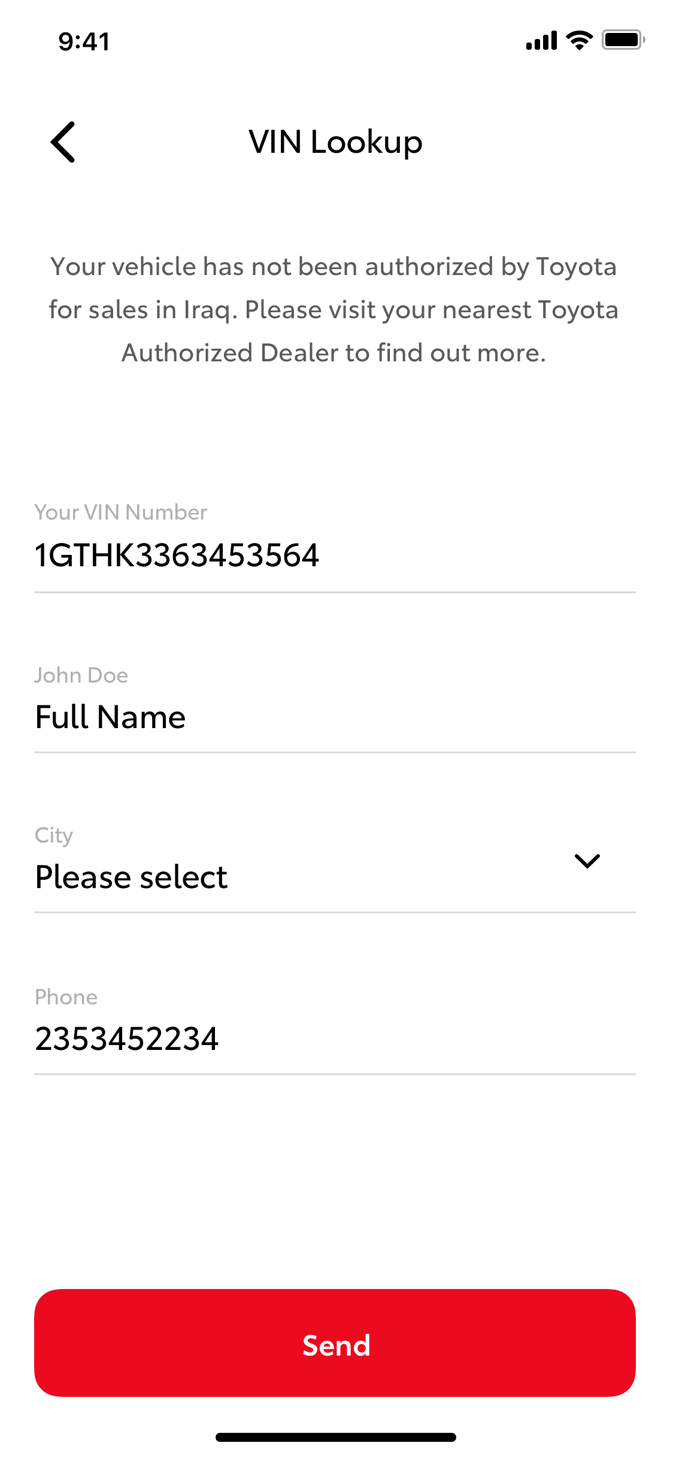 9:41
VIN Lookup
Your vehicle has not been authorized by Toyota
for sales in Iraq. Please visit your nearest Toyota
Authorized Dealer to find out more.
Your VIN Number
1GTHK3363453564
John Doe
Full Name
City
Please select
Phone
2353452234
Send